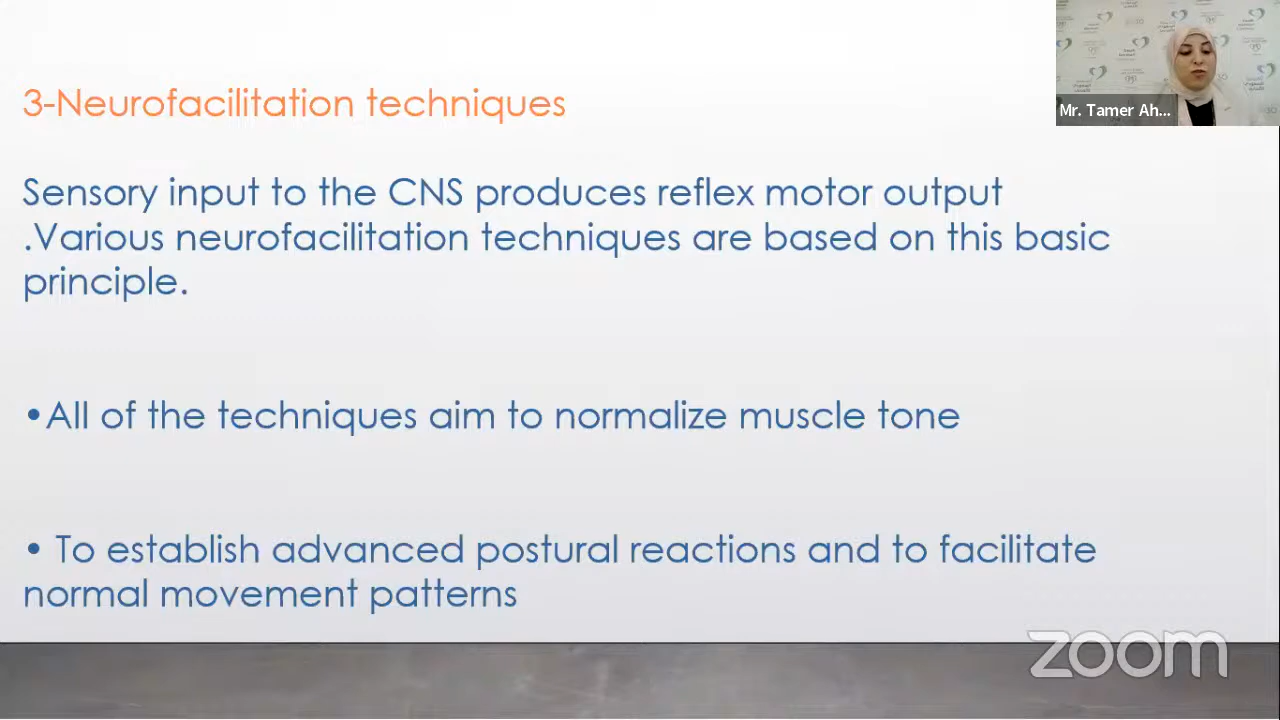 3-Neurofacilitation techniques
Mr. Tamer Ah...
Sensory input to the CNS produces reflex motor output
.Various neurofacilitation techniques are based on this basic
principle.
•All of the techniques aim to normalize muscle tone
• To establish advanced postural reactions and to facilitate
normal movement patterns
zoom